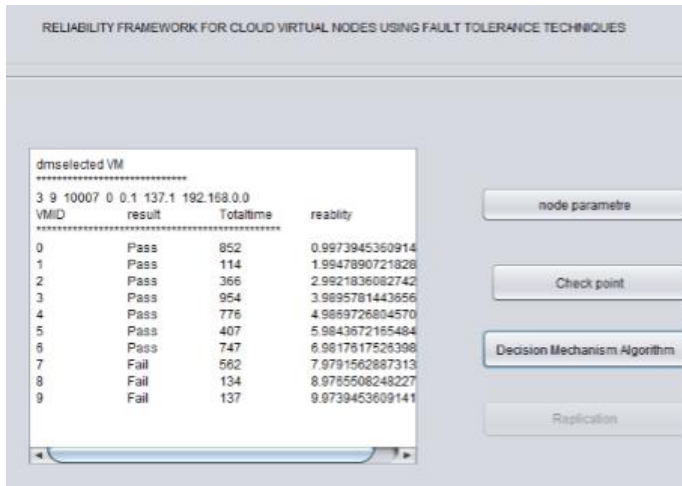 RELIABILITY FRAMEWORK FOR CLOUD VIRTUAL NODES USING FAULT TOLERANCE TECHNIQUES
dmselected VM
******************************
3 9 10007 0 0.1 137.1 192.168.0.0
VMID result Totaltime reablity
************************************************
0 Pass 852 0.9973945360914
1 Pass 114 1.9947890721828
2 Pass 366 2.9921836082742
3 Pass 954 3.9895781443656
4 Pass 776 4.9869726804570
5 Pass 407 5.9843672165484
6 Pass 747 6.9817617526398
7 Fail 562 7.9791562887313
8 Fail 134 8.9765508248227
9 Fail 137 9.9739453609141
node parametre
Check point
Decision Mechanism Algorithm
Replication